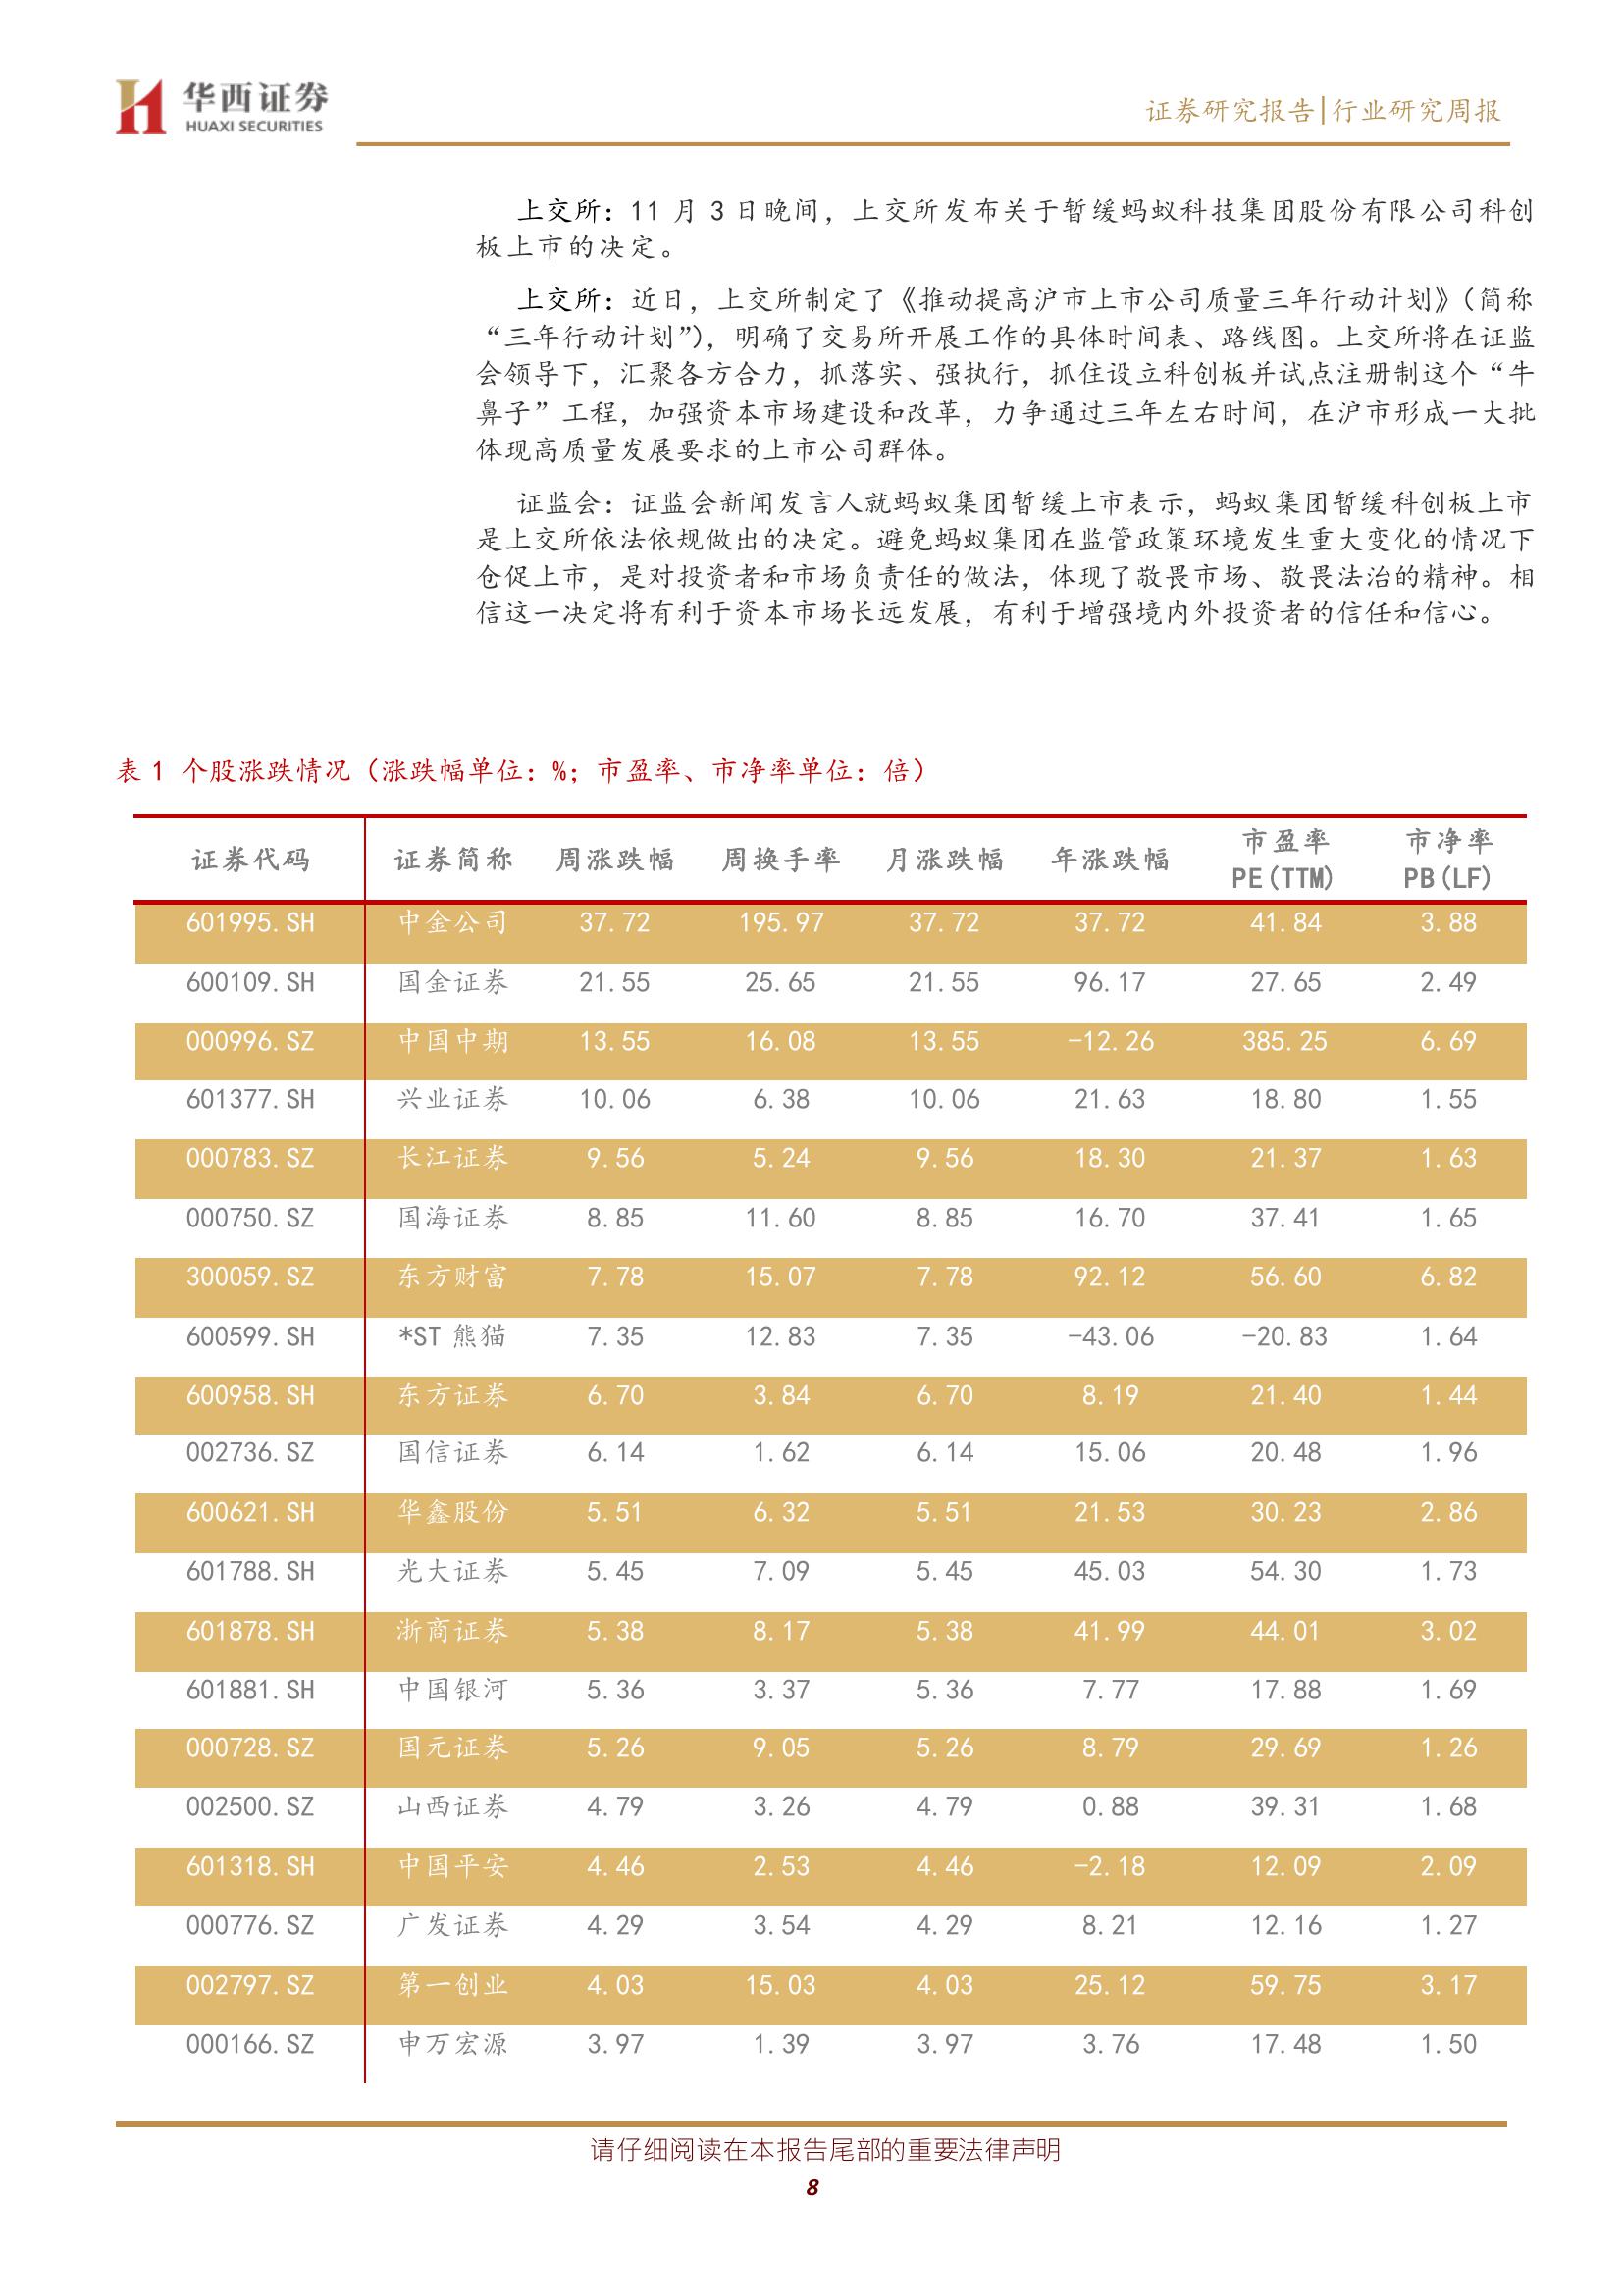 华西证券
HUAXI SECURITIES
证券研究报告|行业研究周报
上交所：11 月 3 日晚间，上交所发布关于暂缓蚂蚁科技集团股份有限公司科创
板上市的决定。
上交所：近日，上交所制定了《推动提高沪市上市公司质量三年行动计划》（简称
“三年行动计划”），明确了交易所开展工作的具体时间表、路线图。上交所将在证监
会领导下，汇聚各方合力，抓落实、强执行，抓住设立科创板并试点注册制这个“牛
鼻子”工程，加强资本市场建设和改革，力争通过三年左右时间，在沪市形成一大批
体现高质量发展要求的上市公司群体。
证监会：证监会新闻发言人就蚂蚁集团暂缓上市表示，蚂蚁集团暂缓科创板上市
是上交所依法依规做出的决定。避免蚂蚁集团在监管政策环境发生重大变化的情况下
仓促上市，是对投资者和市场负责任的做法，体现了敬畏市场、敬畏法治的精神。相
信这一决定将有利于资本市场长远发展，有利于增强境内外投资者的信任和信心。
表 1 个股涨跌情况（涨跌幅单位：%；市盈率、市净率单位：倍）
证券代码 证券简称 周涨跌幅 周换手率 月涨跌幅 年涨跌幅 市盈率 PE(TTM) 市净率 PB(LF)
601995.SH 中金公司 37.72 195.97 37.72 37.72 41.84 3.88
600109.SH 国金证券 21.55 25.65 21.55 96.17 27.65 2.49
000996.SZ 中国中期 13.55 16.08 13.55 -12.26 385.25 6.69
601377.SH 兴业证券 10.06 6.38 10.06 21.63 18.80 1.55
000783.SZ 长江证券 9.56 5.24 9.56 18.30 21.37 1.63
000750.SZ 国海证券 8.85 11.60 8.85 16.70 37.41 1.65
300059.SZ 东方财富 7.78 15.07 7.78 92.12 56.60 6.82
600599.SH *ST 熊猫 7.35 12.83 7.35 -43.06 -20.83 1.64
600958.SH 东方证券 6.70 3.84 6.70 8.19 21.40 1.44
002736.SZ 国信证券 6.14 1.62 6.14 15.06 20.48 1.96
600621.SH 华鑫股份 5.51 6.32 5.51 21.53 30.23 2.86
601788.SH 光大证券 5.45 7.09 5.45 45.03 54.30 1.73
601878.SH 浙商证券 5.38 8.17 5.38 41.99 44.01 3.02
601881.SH 中国银河 5.36 3.37 5.36 7.77 17.88 1.69
000728.SZ 国元证券 5.26 9.05 5.26 8.79 29.69 1.26
002500.SZ 山西证券 4.79 3.26 4.79 0.88 39.31 1.68
601318.SH 中国平安 4.46 2.53 4.46 -2.18 12.09 2.09
000776.SZ 广发证券 4.29 3.54 4.29 8.21 12.16 1.27
002797.SZ 第一创业 4.03 15.03 4.03 25.12 59.75 3.17
000166.SZ 申万宏源 3.97 1.39 3.97 3.76 17.48 1.50
请仔细阅读在本报告尾部的重要法律声明
8